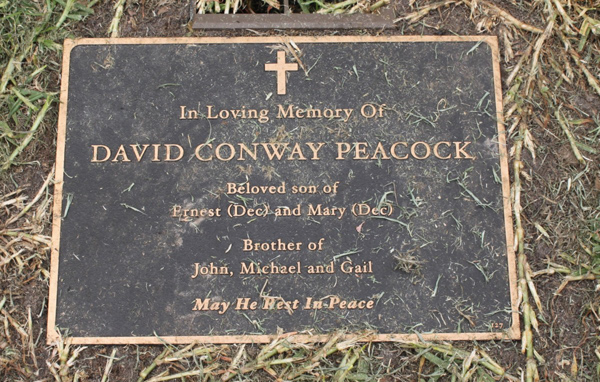 In Loving Memory Of
DAVID CONWAY PEACOCK
Beloved son of
Ernest (Dec) and Mary (Dec)
Brother of
John, Michael and Gail
May He Rest In Peace
127